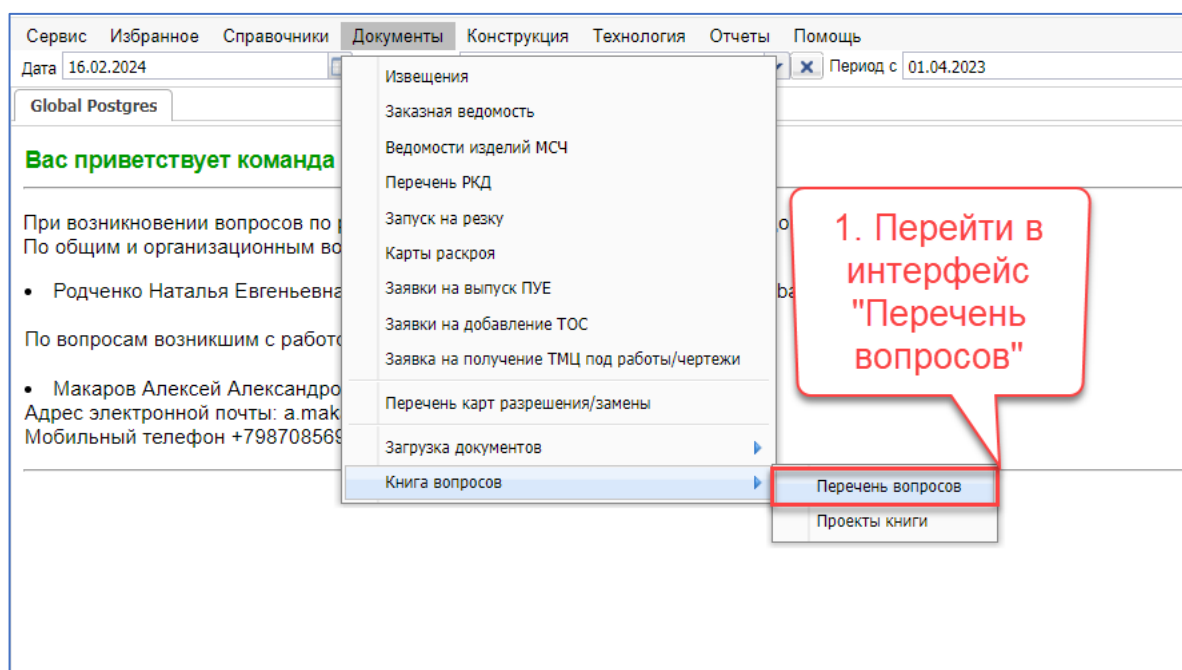 Сервис Избранное Справочники Документы Конструкция Технология Отчеты Помощь
Дата 16.02.2024 Период с 01.04.2023
Global Postgres
Вас приветствует команда
При возникновении вопросов по
По общим и организационным
Родченко Наталья Евгеньевна
По вопросам возникшим с
Макаров Алексей
Адрес электронной почты: a.mak
Мобильный телефон +798708569
Извещения
Заказная ведомость
Ведомости изделий МСЧ
Перечень РКД
Запуск на резку
Карты раскроя
Заявки на выпуск ПУЕ
Заявки на добавление ТОС
Заявка на получение ТМЦ под работы/чертежи
Перечень карт разрешения/замены
Загрузка документов
Книга вопросов
Перечень вопросов
Проекты книги
1. Перейти в
интерфейс
"Перечень
вопросов"